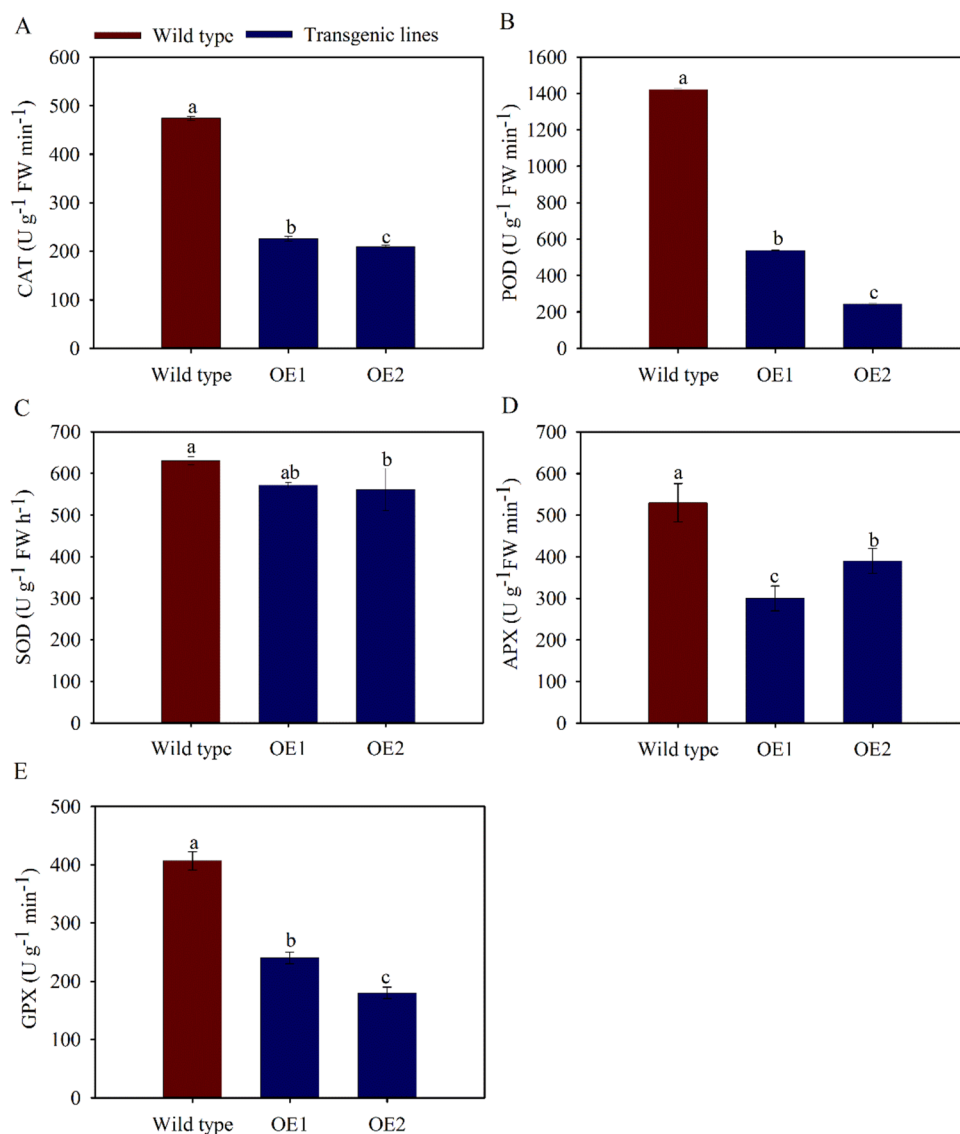 A
Wild type
Transgenic lines
B
CAT (U g⁻¹ FW min⁻¹)
600
500
400
300
200
100
0
a
b
c
Wild type
OE1
OE2
POD (U g⁻¹ FW min⁻¹)
1600
1400
1200
1000
800
600
400
200
0
a
b
c
Wild type
OE1
OE2
C
SOD (U g⁻¹ FW h⁻¹)
700
600
500
400
300
200
100
0
a
ab
b
Wild type
OE1
OE2
D
APX (U g⁻¹FW min⁻¹)
700
600
500
400
300
200
100
0
a
c
b
Wild type
OE1
OE2
E
GPX (U g⁻¹ min⁻¹)
500
400
300
200
100
0
a
b
c
Wild type
OE1
OE2